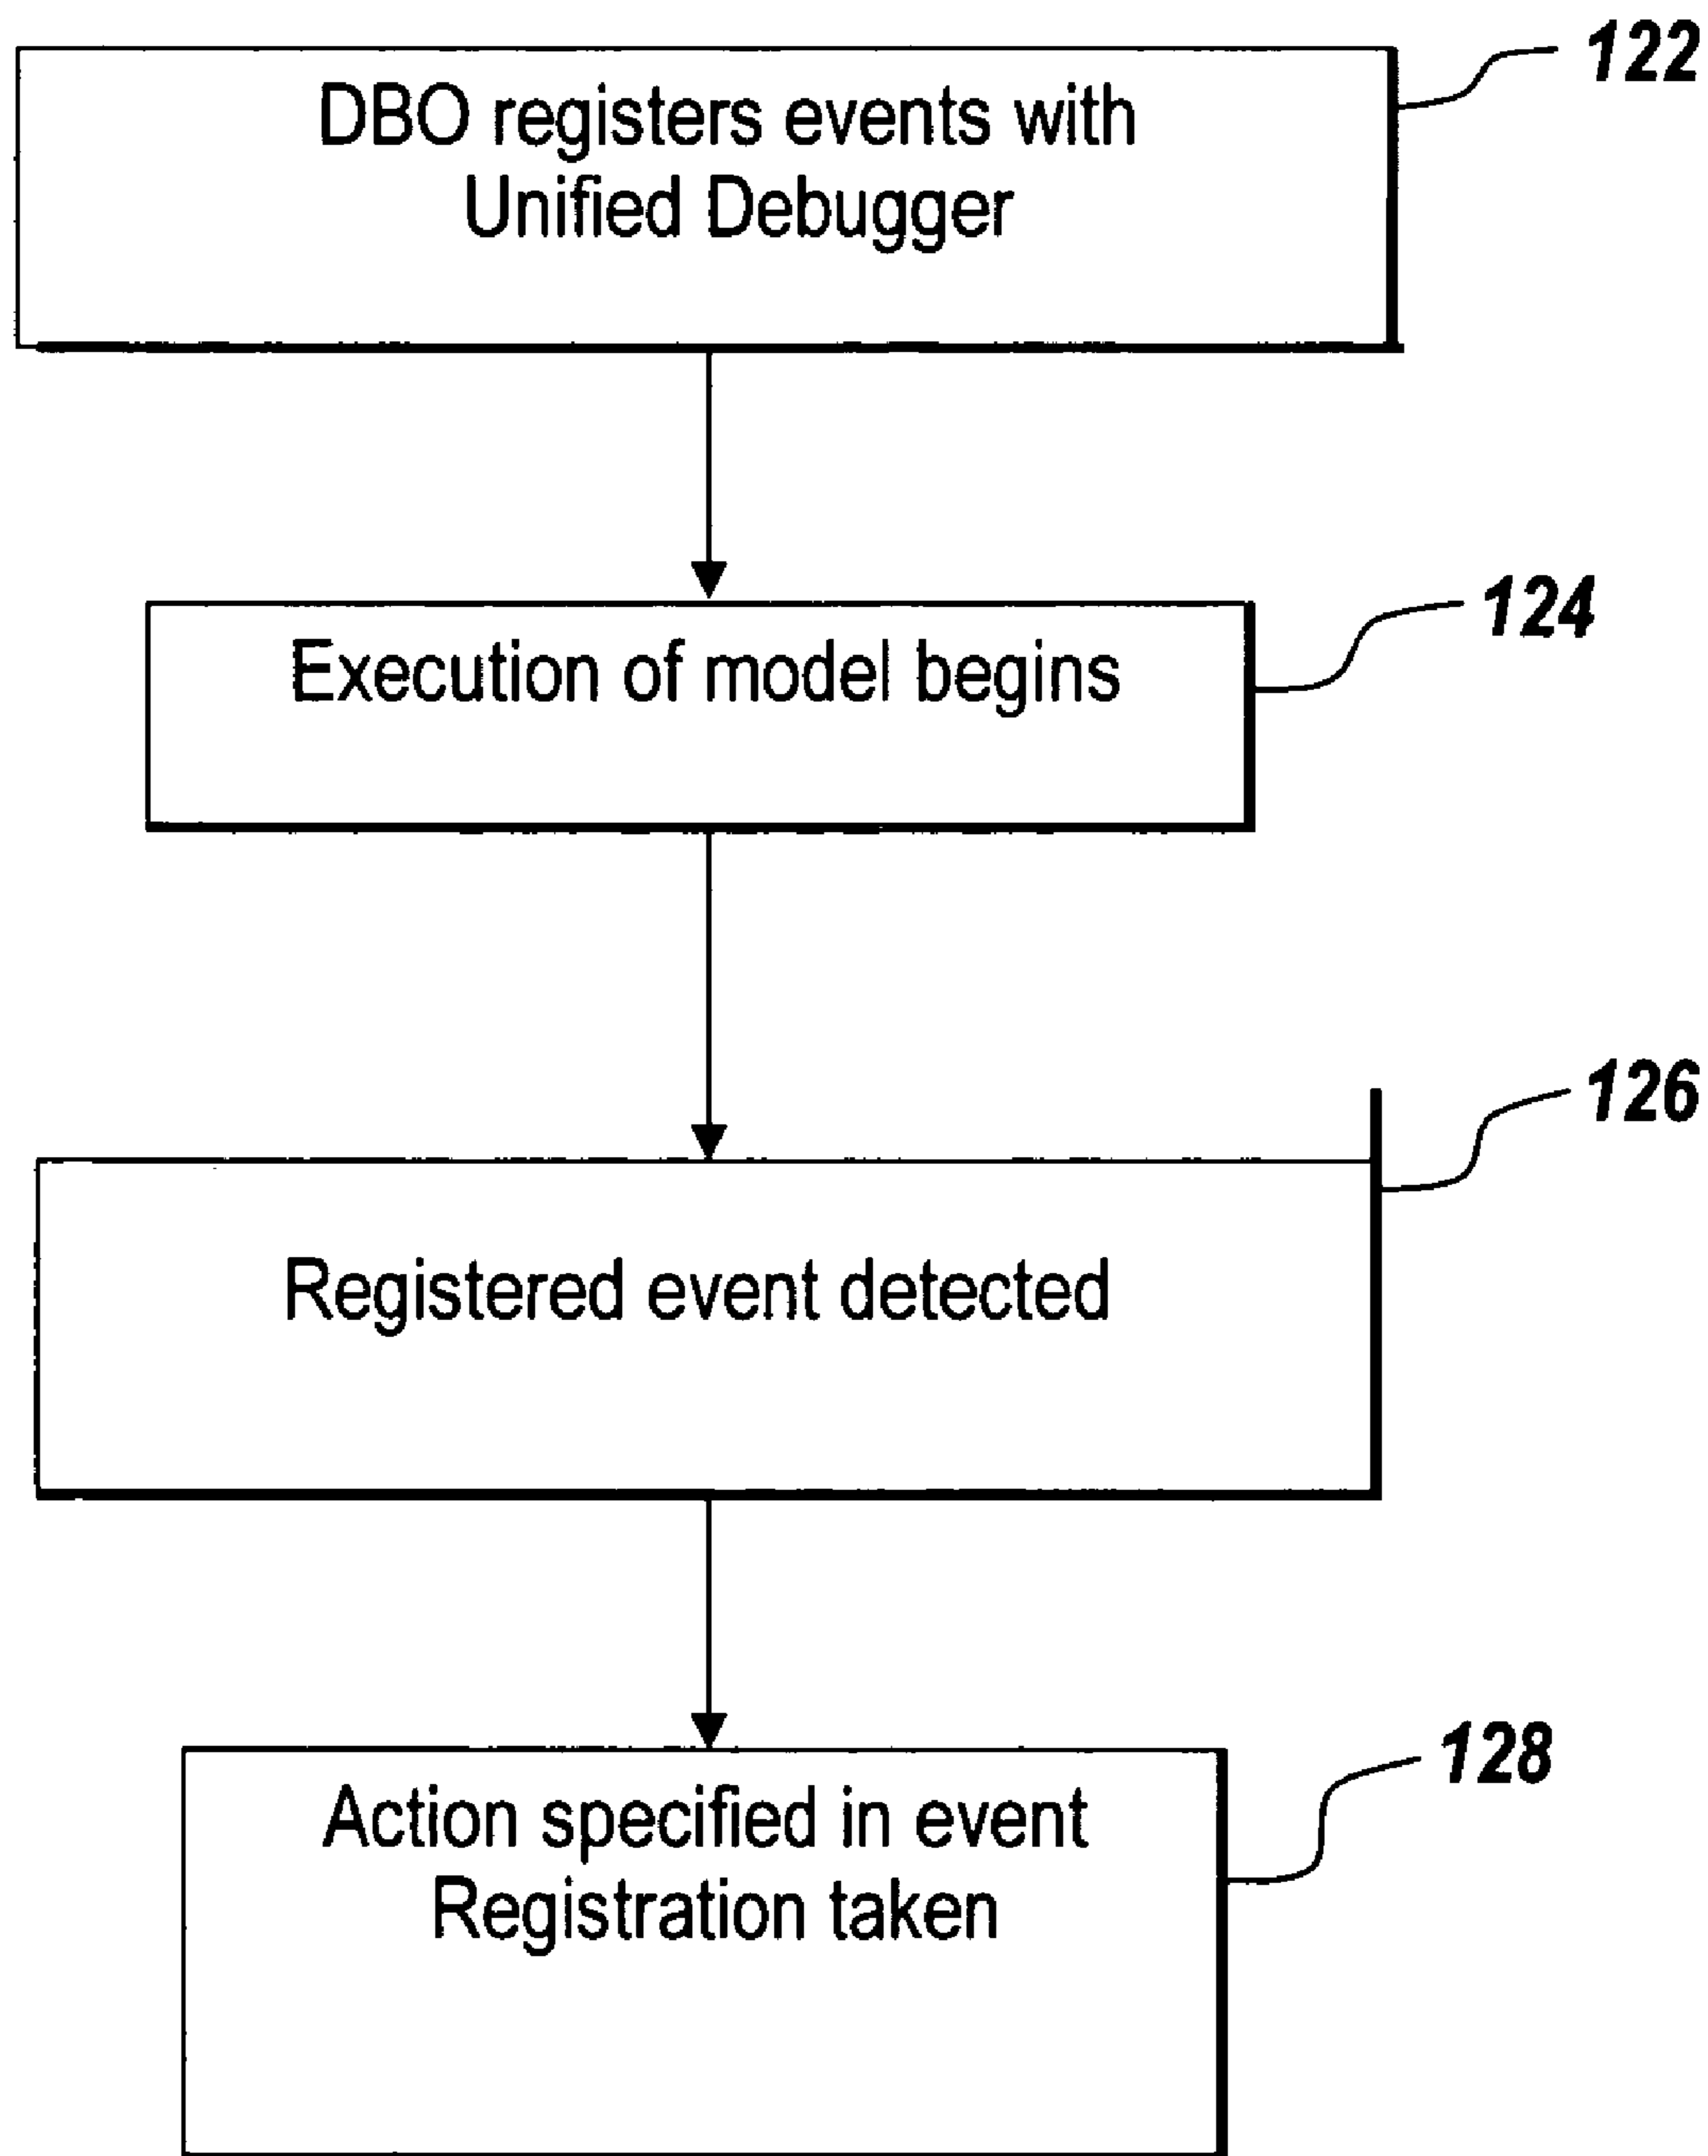 122
DBO registers events with
Unified Debugger
124
Execution of model begins
126
Registered event detected
128
Action specified in event
Registration taken